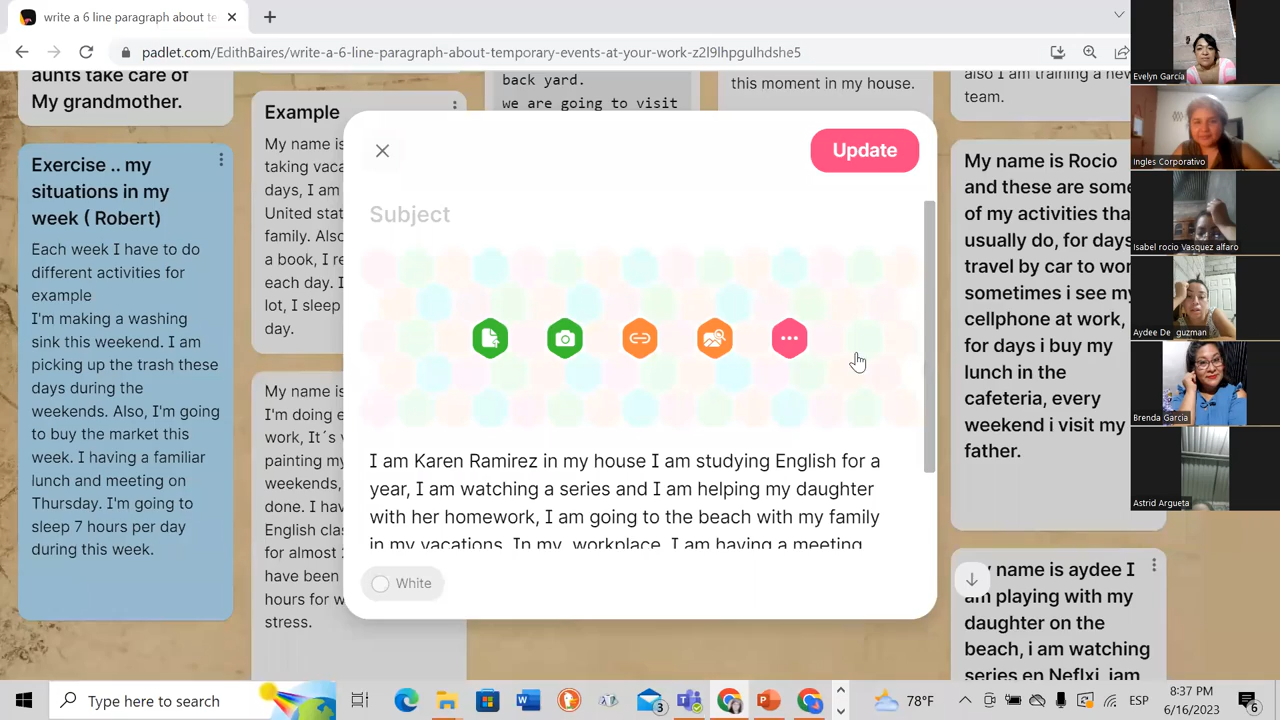 write a 6 line paragraph about te
padlet.com/EdithBaires/write-a-6-line-paragraph-about-temporery-events-at-your-work-z2l9lhpgulhdshe5
aunts take care of
My grandmother.
Exercise .. my
situations in my
week ( Robert)
Each week I have to do
different activities for
example
I'm making a washing
sink this weekend. I am
picking up the trash these
days during the
weekends. Also, I'm going
to buy the market this
week. I having a familiar
lunch and meeting on
Thursday. I'm going to
sleep 7 hours per day
during this week.
Example
My name is
taking vaca
days, I am
United stat
family. Also
a book, I re
each day. I
lot, I sleep
day.
My name is
I'm doing e
work, It´s v
painting my
weekends,
done. I hav
English clas
for almost
have been
hours for w
stress.
back yard.
we are going to visit
this moment in my house.
Update
Subject
I am Karen Ramirez in my house I am studying English for a
year, I am watching a series and I am helping my daughter
with her homework, I am going to the beach with my family
in my vacations. In my workplace, I am having a meeting
White
also I am training a new
team.
My name is Rocio
and these are some
of my activities tha
usually do, for days
travel by car to wor
sometimes i see my
cellphone at work,
for days i buy my
lunch in the
cafeteria, every
weekend i visit my
father.
y name is aydee I
am playing with my
daughter on the
beach, i am watching
series en Neflxi, iam
Evelyn García
Ingles Corporativo
Isabel rocio Vasquez alfaro
Aydee De guzman
Brenda Garcia
Astrid Argueta
Type here to search
3
78°F
ESP
8:37 PM
6/16/2023
6